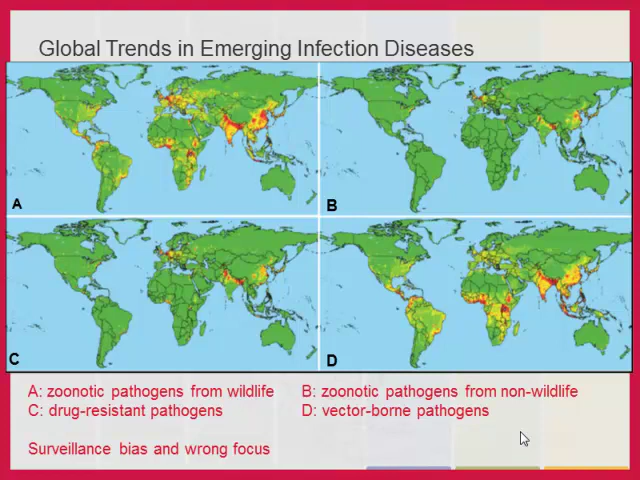 Global Trends in Emerging Infection Diseases
A
B
C
D
A: zoonotic pathogens from wildlife
B: zoonotic pathogens from non-wildlife
C: drug-resistant pathogens
D: vector-borne pathogens
Surveillance bias and wrong focus